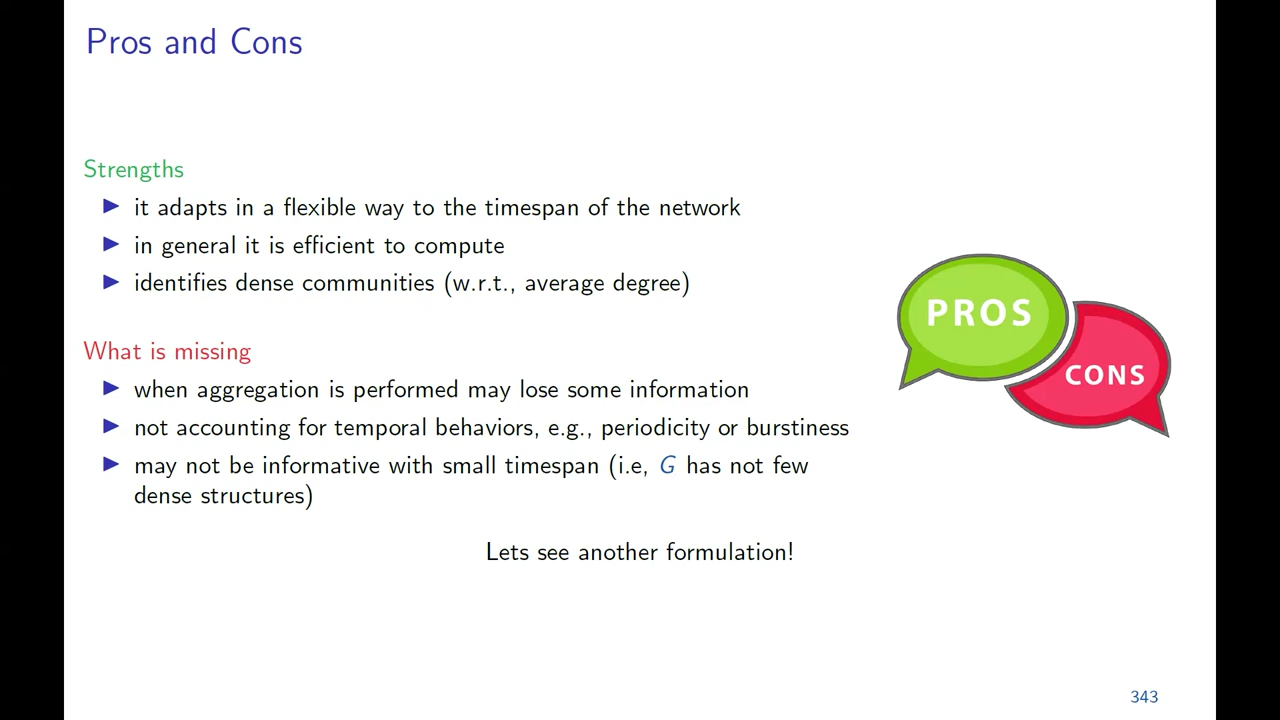 Pros and Cons
Strengths
▶ it adapts in a flexible way to the timespan of the network
▶ in general it is efficient to compute
▶ identifies dense communities (w.r.t., average degree)
What is missing
▶ when aggregation is performed may lose some information
▶ not accounting for temporal behaviors, e.g., periodicity or burstiness
▶ may not be informative with small timespan (i.e, G has not few
dense structures)
PROS
CONS
Lets see another formulation!
343